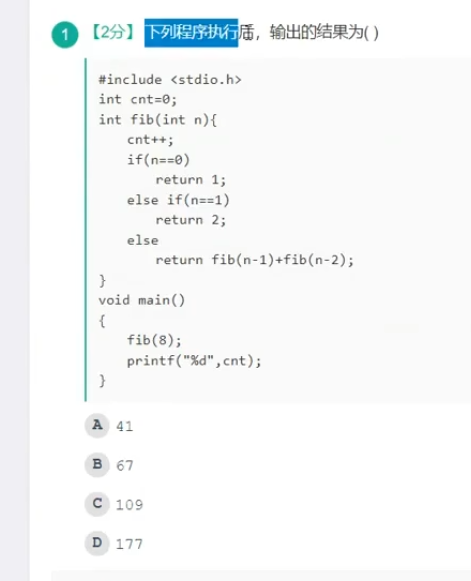 1 【2分】下列程序执行后，输出的结果为( )
#include <stdio.h>
int cnt=0;
int fib(int n){
    cnt++;
    if(n==0)
        return 1;
    else if(n==1)
        return 2;
    else
        return fib(n-1)+fib(n-2);
}
void main()
{
    fib(8);
    printf("%d",cnt);
}
A 41
B 67
C 109
D 177